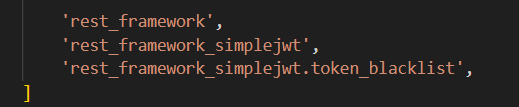 'rest_framework',
'rest_framework_simplejwt',
'rest_framework_simplejwt.token_blacklist',
]